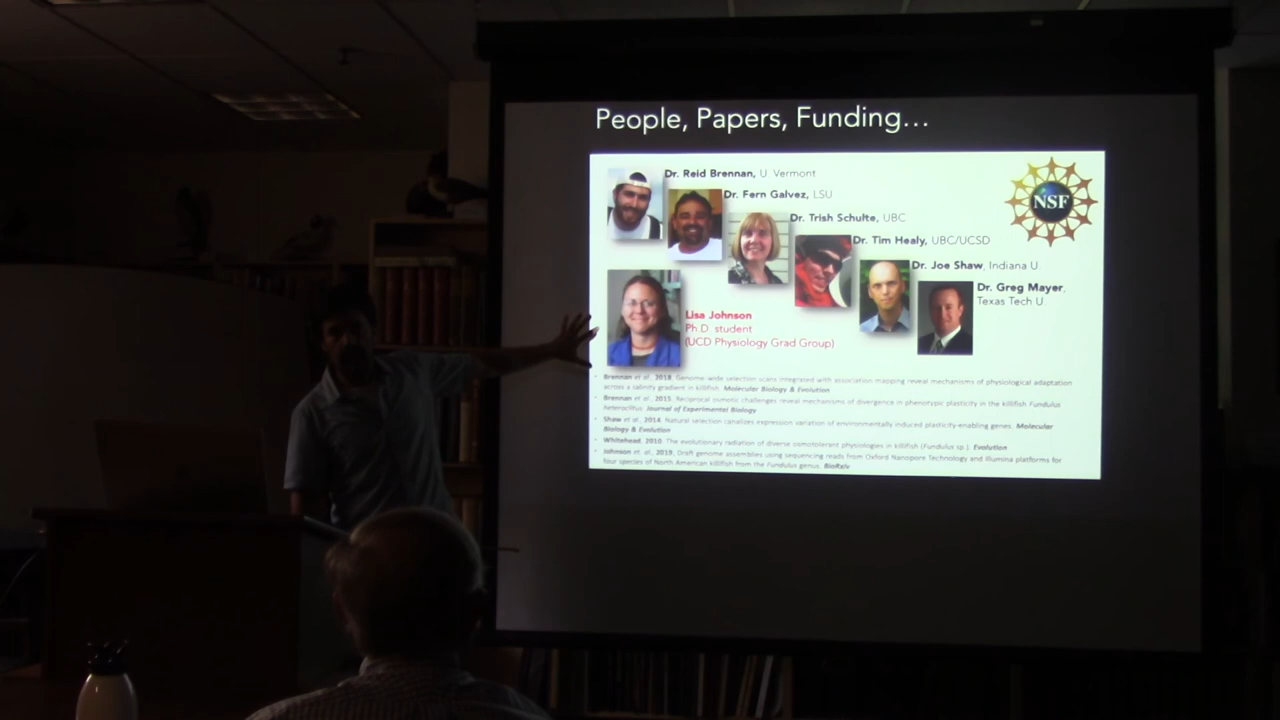 People, Papers, Funding...
Dr. Reid Brennan, U. Vermont
NSF
Dr. Fern Galvez, LSU
Dr. Trish Schulte, UBC
Dr. Tim Healy, UBC/UCSD
Dr. Joe Shaw, Indiana U.
Dr. Greg Mayer,
Texas Tech U.
Lisa Johnson
Ph.D. student
(UCD Physiology Grad Group)
• Brennan et al., 2018. Genome-wide selection scans integrated with association mapping reveal mechanisms of physiological adaptation
across a salinity gradient in killifish. Molecular Biology & Evolution
• Brennan et al., 2015. Reciprocal osmotic challenges reveal mechanisms of divergence in phenotypic plasticity in the killifish Fundulus
heteroclitus. Journal of Experimental Biology
• Shaw et al., 2014. Natural selection canalizes expression variation of environmentally induced plasticity-enabling genes. Molecular
Biology & Evolution
• Whitehead, 2010. The evolutionary radiation of diverse osmotolerant physiologies in killifish (Fundulus sp.). Evolution
• Johnson et al., 2019, Draft genome assemblies using sequencing reads from Oxford Nanopore Technology and Illumina platforms for
four species of North American killifish from the Fundulus genus. BioRxiv